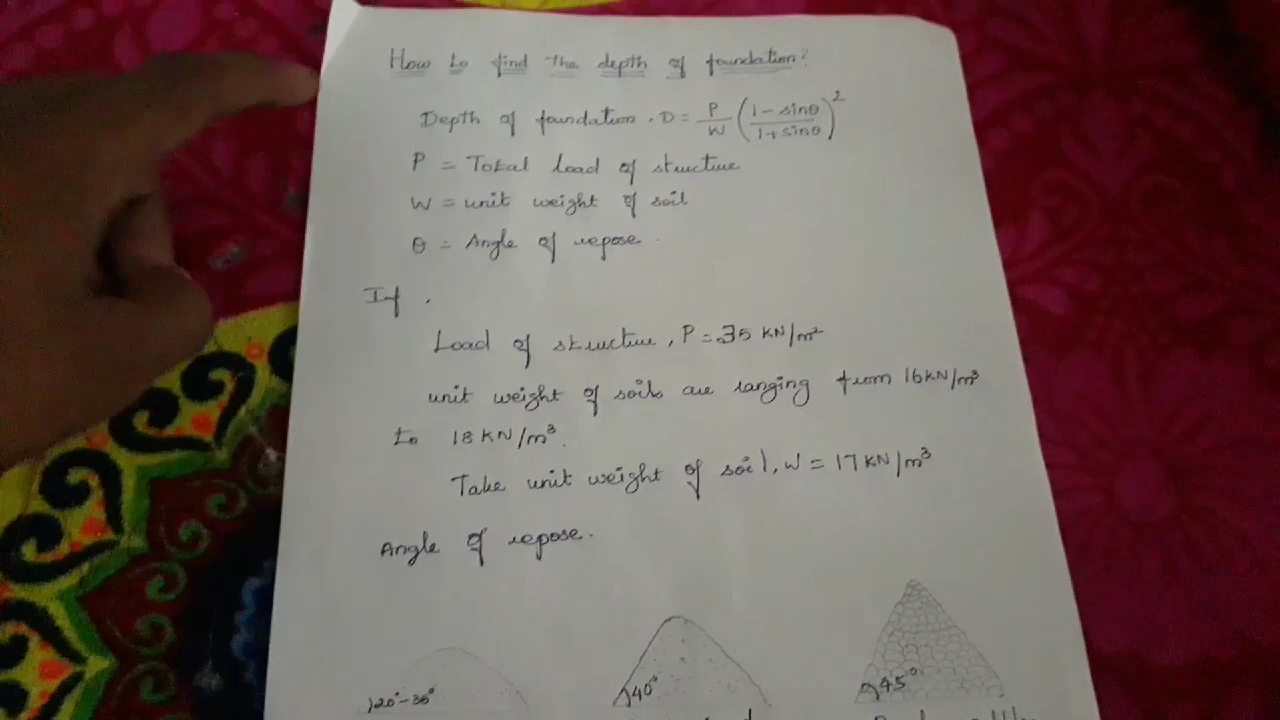 How to find the depth of foundation?
Depth of foundation, D = P/W (1 - sinθ / 1 + sinθ)²
P = Total load of structure
W = unit weight of soil
θ = Angle of repose.
If,
Load of structure, P = 35 KN/m²
unit weight of soils are ranging from 16KN/m³
to 18 KN/m³.
Take unit weight of soil, W = 17 KN/m³
Angle of repose.
20°-35° 40° 45°